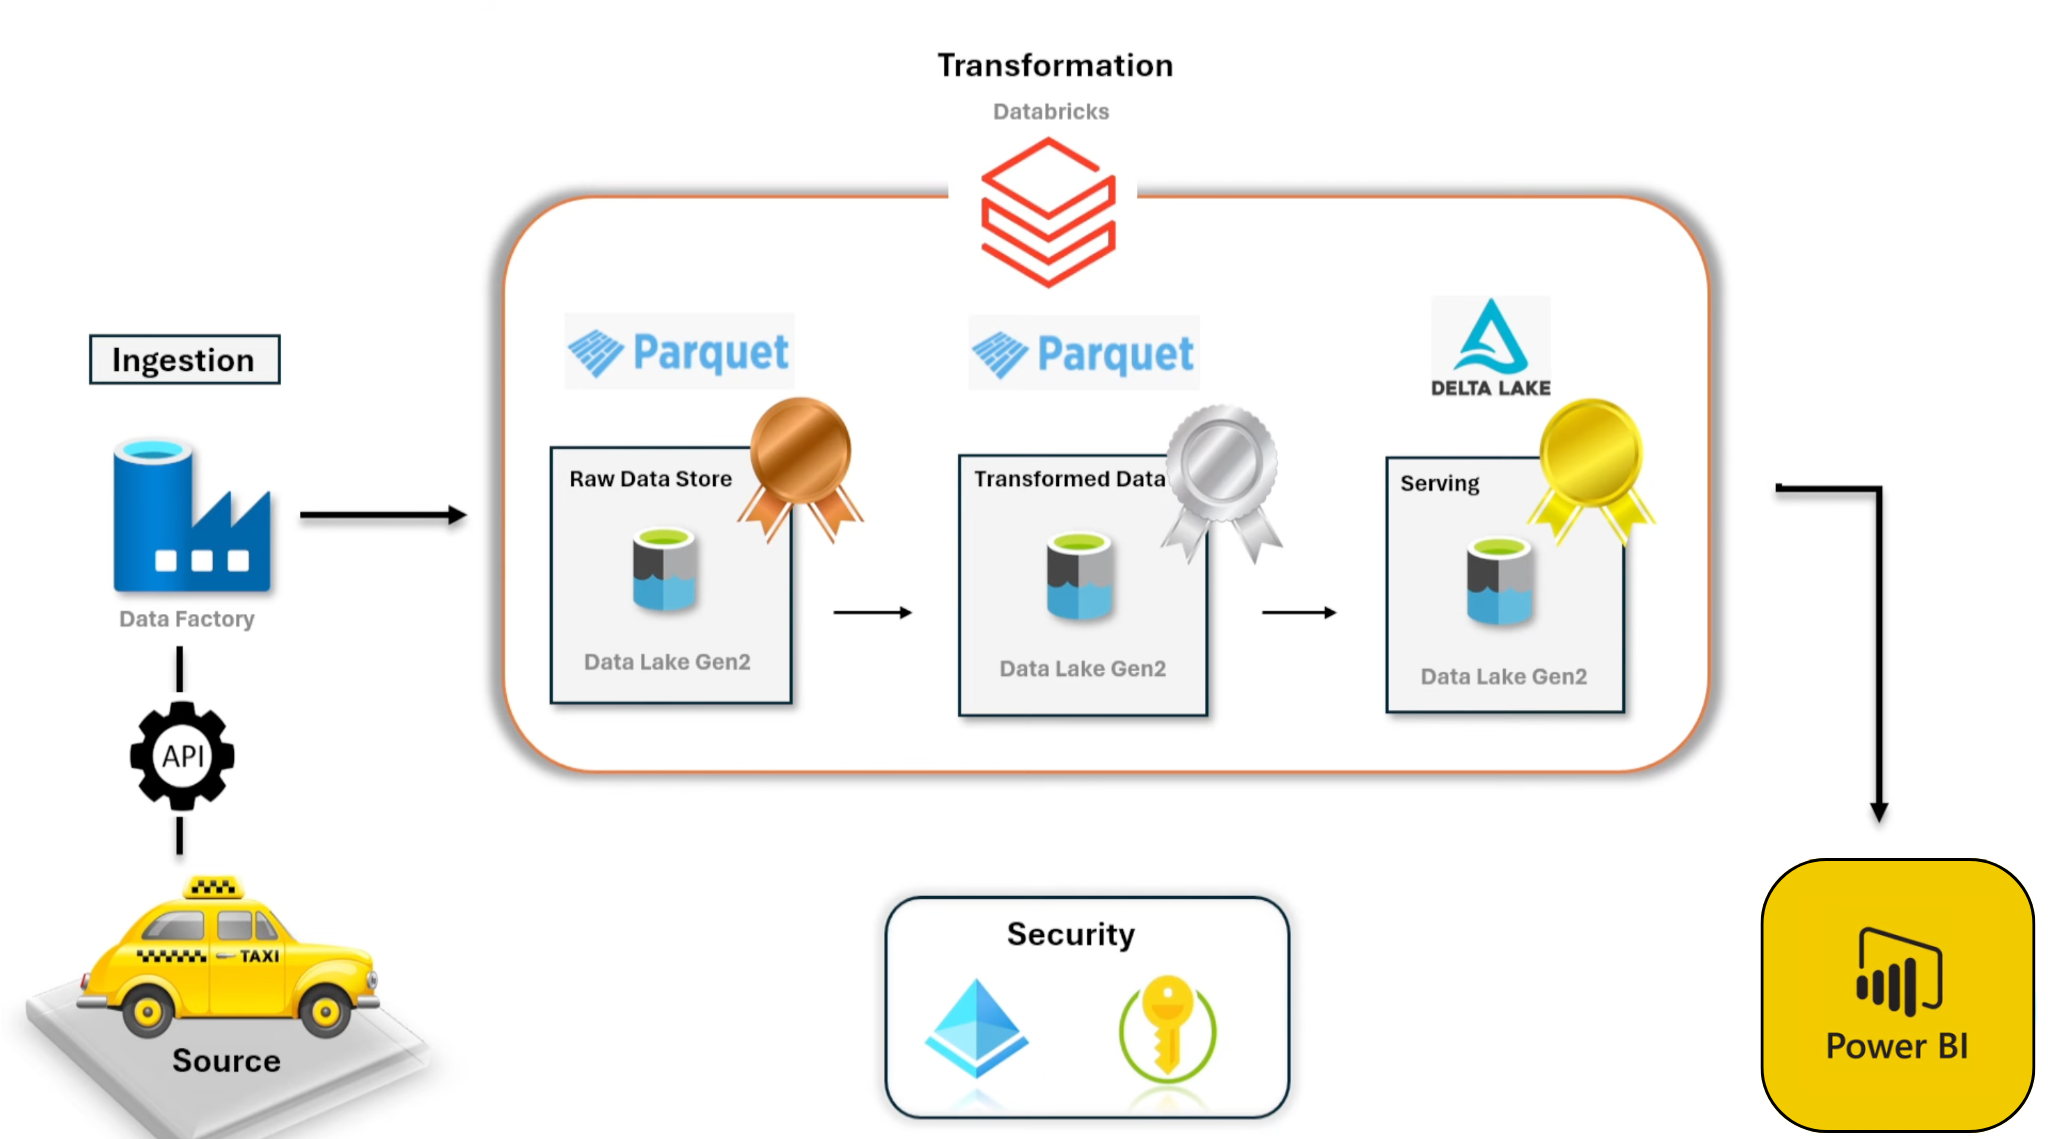 Transformation
Databricks
Ingestion
Parquet
Parquet
DELTA LAKE
Raw Data Store
Transformed Data
Serving
Data Factory
Data Lake Gen2
Data Lake Gen2
Data Lake Gen2
API
TAXI
Source
Security
Power BI